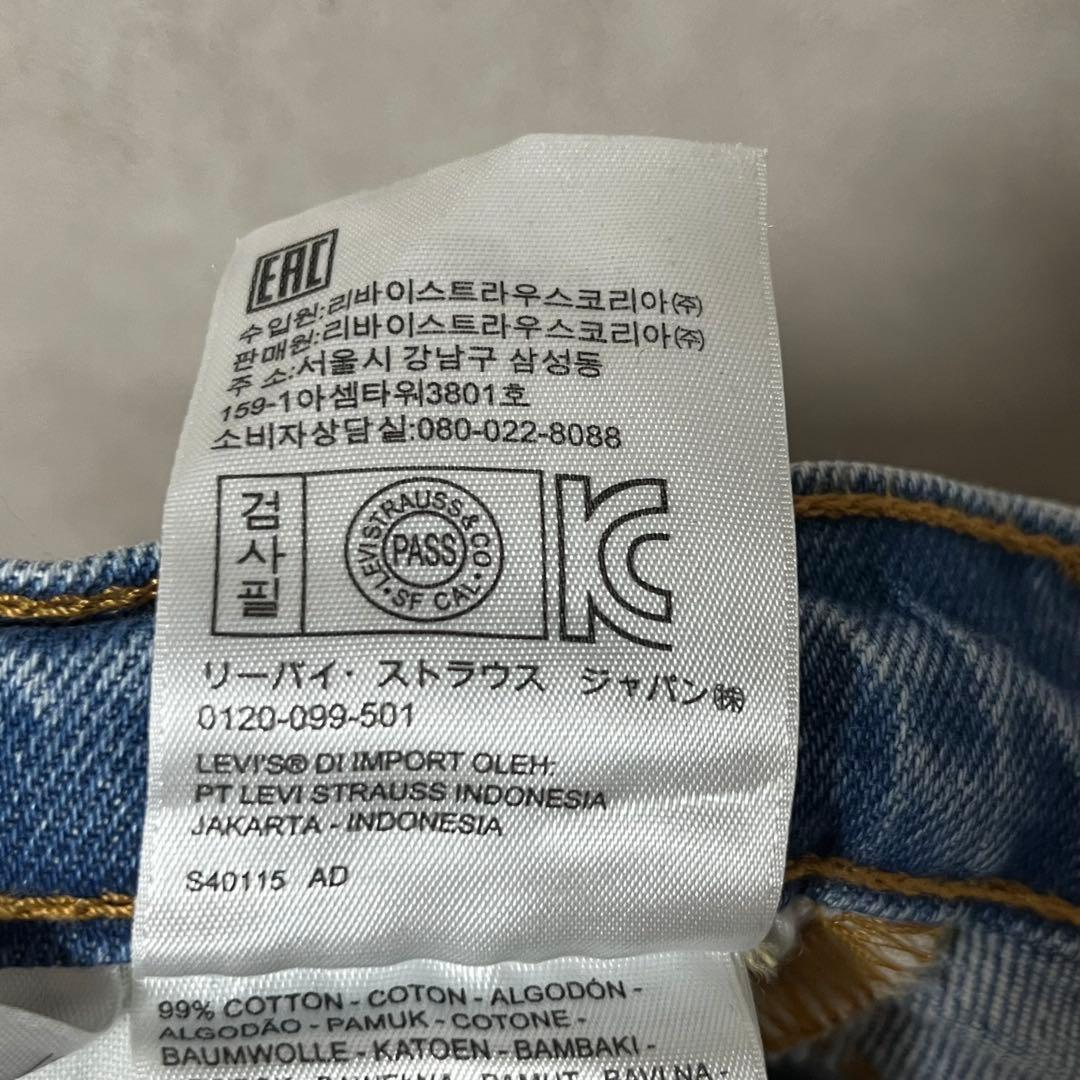 EAC
수입원:리바이스트라우스코리아㈜
판매원:리바이스트라우스코리아㈜
주 소:서울시 강남구 삼성동
159-1아셈타워3801호
소비자상담실:080-022-8088
검사필
LEVI STRAUSS & CO · SF CAL ·
PASS
KC
リーバイ・ストラウス ジャパン㈱
0120-099-501
LEVI'S® DI IMPORT OLEH:
PT LEVI STRAUSS INDONESIA
JAKARTA - INDONESIA
S40115 AD
99% COTTON - COTON - ALGODÓN -
ALGODÃO - PAMUK - COTONE -
BAUMWOLLE - KATOEN - BAMBAKI -